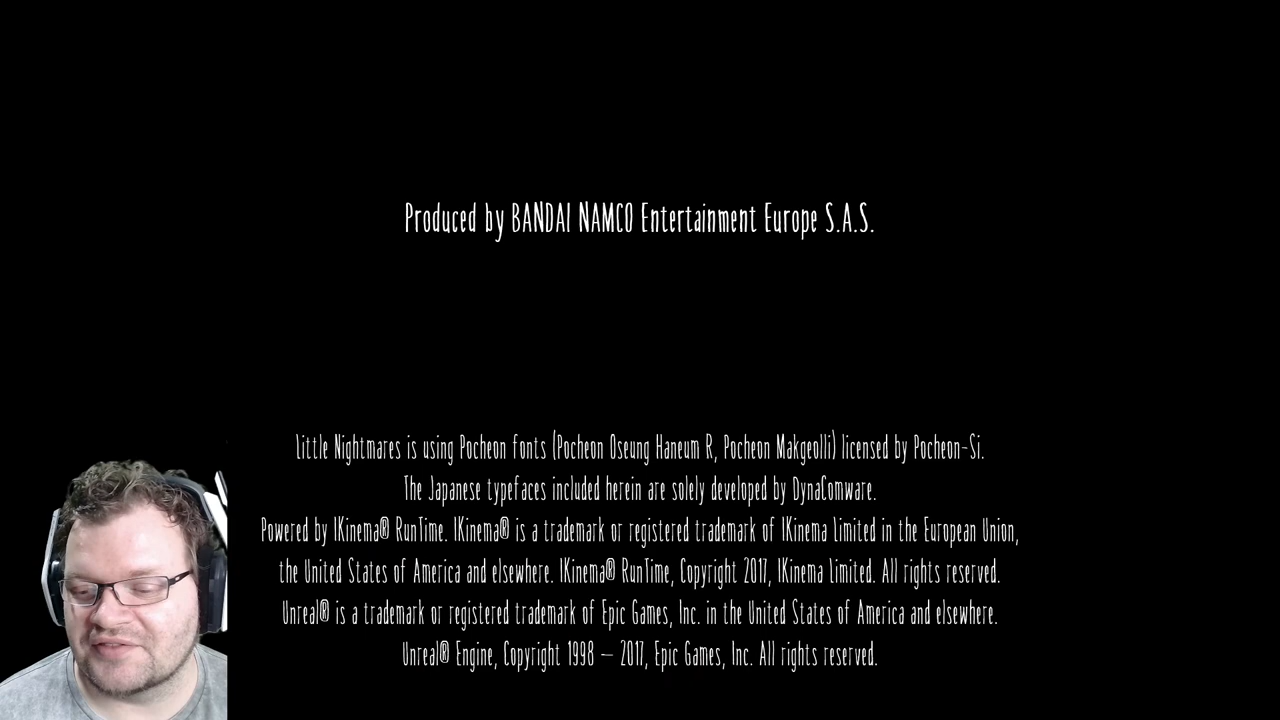 Produced by BANDAI NAMCO Entertainment Europe S.A.S.
Little Nightmares is using Pocheon fonts (Pocheon Oseung Haneum R, Pocheon Makgeolli) licensed by Pocheon-Si.
The Japanese typefaces included herein are solely developed by DynaComware.
Powered by IKinema® RunTime. IKinema® is a trademark or registered trademark of IKinema Limited in the European Union,
the United States of America and elsewhere. IKinema® RunTime, Copyright 2017, IKinema Limited. All rights reserved.
Unreal® is a trademark or registered trademark of Epic Games, Inc. in the United States of America and elsewhere.
Unreal® Engine, Copyright 1998 – 2017, Epic Games, Inc. All rights reserved.